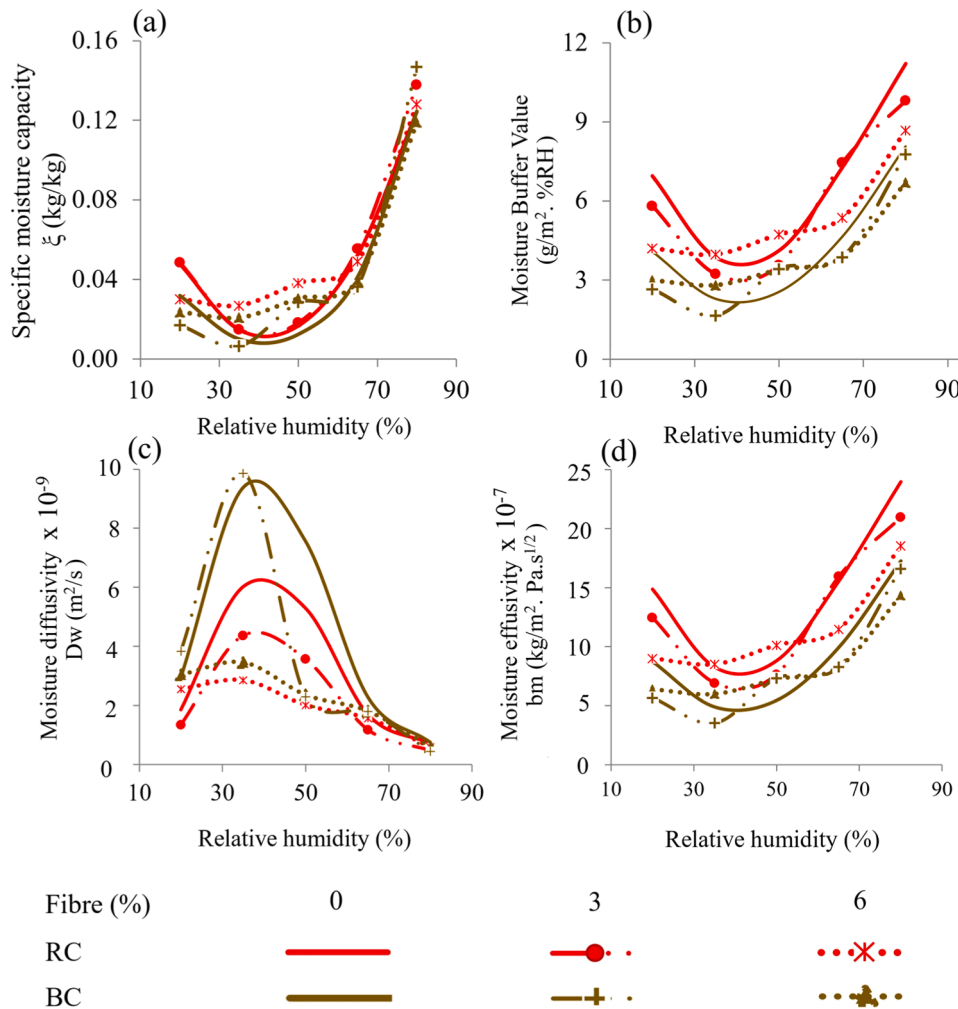 (a)
Specific moisture capacity
ξ (kg/kg)
0.16
0.12
0.08
0.04
0.00
10 30 50 70 90
Relative humidity (%)
(b)
Moisture Buffer Value
(g/m². %RH )
12
9
6
3
0
10 30 50 70 90
Relative humidity (%)
(c)
Moisture diffusivity x 10⁻⁹
Dw (m²/s)
10
8
6
4
2
0
10 30 50 70 90
Relative humidity (%)
(d)
Moisture effusivity x 10⁻⁷
bm (kg/m². Pa.s¹/²)
25
20
15
10
5
0
10 30 50 70 90
Relative humidity (%)
Fibre (%) 0 3 6
RC
BC